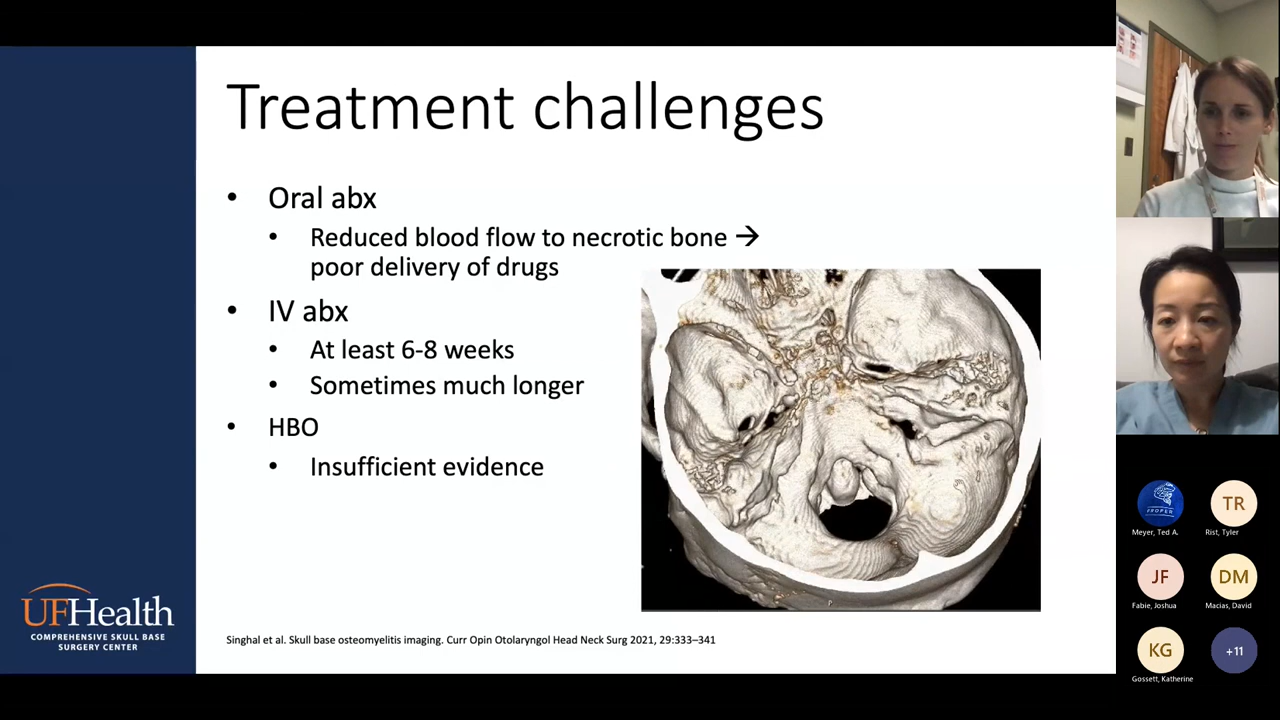 Treatment challenges
• Oral abx
• Reduced blood flow to necrotic bone →
poor delivery of drugs
• IV abx
• At least 6-8 weeks
• Sometimes much longer
• HBO
• Insufficient evidence
UFHealth
COMPREHENSIVE SKULL BASE
SURGERY CENTER
Singhal et al. Skull base osteomyelitis imaging. Curr Opin Otolaryngol Head Neck Surg 2021, 29:333–341
Meyer, Ted A.
TR
Rist, Tyler
JF
Fabie, Joshua
DM
Macias, David
KG
Gossett, Katherine
+11